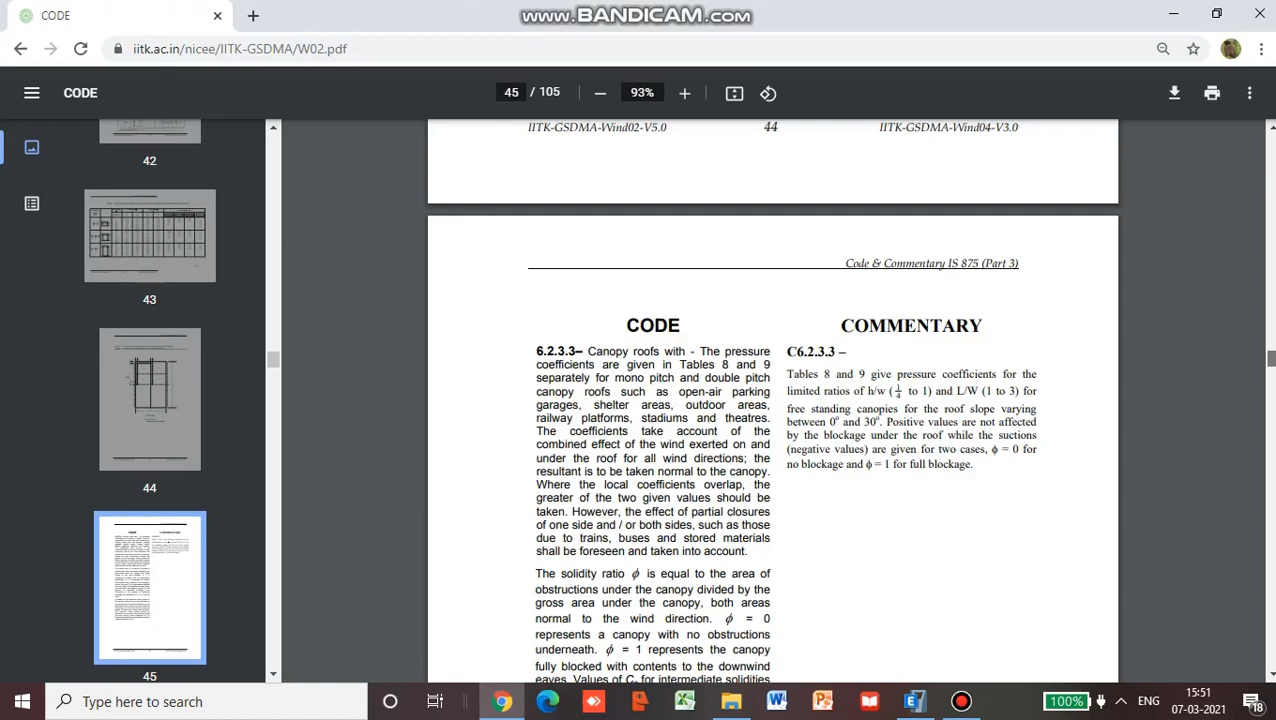 www.BANDICAM.com
CODE
iitk.ac.in/nicee/IITK-GSDMA/W02.pdf
CODE
45 / 105
93%
42
43
44
45
IITK-GSDMA-Wind02-V5.0 44 IITK-GSDMA-Wind04-V3.0
Code & Commentary IS 875 (Part 3)
CODE
6.2.3.3– Canopy roofs with - The pressure
coefficients are given in Tables 8 and 9
separately for mono pitch and double pitch
canopy roofs such as open-air parking
garages, shelter areas, outdoor areas,
railway platforms, stadiums and theatres.
The coefficients take account of the
combined effect of the wind exerted on and
under the roof for all wind directions; the
resultant is to be taken normal to the canopy.
Where the local coefficients overlap, the
greater of the two given values should be
taken. However, the effect of partial closures
of one side and / or both sides, such as those
due to trains, buses and stored materials
shall be foreseen and taken into account.
The solidity ratio ϕ is equal to the area of
obstructions under the canopy divided by the
gross area under the canopy, both areas
normal to the wind direction. ϕ = 0
represents a canopy with no obstructions
underneath. ϕ = 1 represents the canopy
fully blocked with contents to the downwind
eaves. Values of Cp for intermediate solidities
COMMENTARY
C6.2.3.3 –
Tables 8 and 9 give pressure coefficients for the
limited ratios of h/w (1/4 to 1) and L/W (1 to 3) for
free standing canopies for the roof slope varying
between 0° and 30°. Positive values are not affected
by the blockage under the roof while the suctions
(negative values) are given for two cases, ϕ = 0 for
no blockage and ϕ = 1 for full blockage.
Type here to search
100%
ENG
15:51
07-03-2021
18